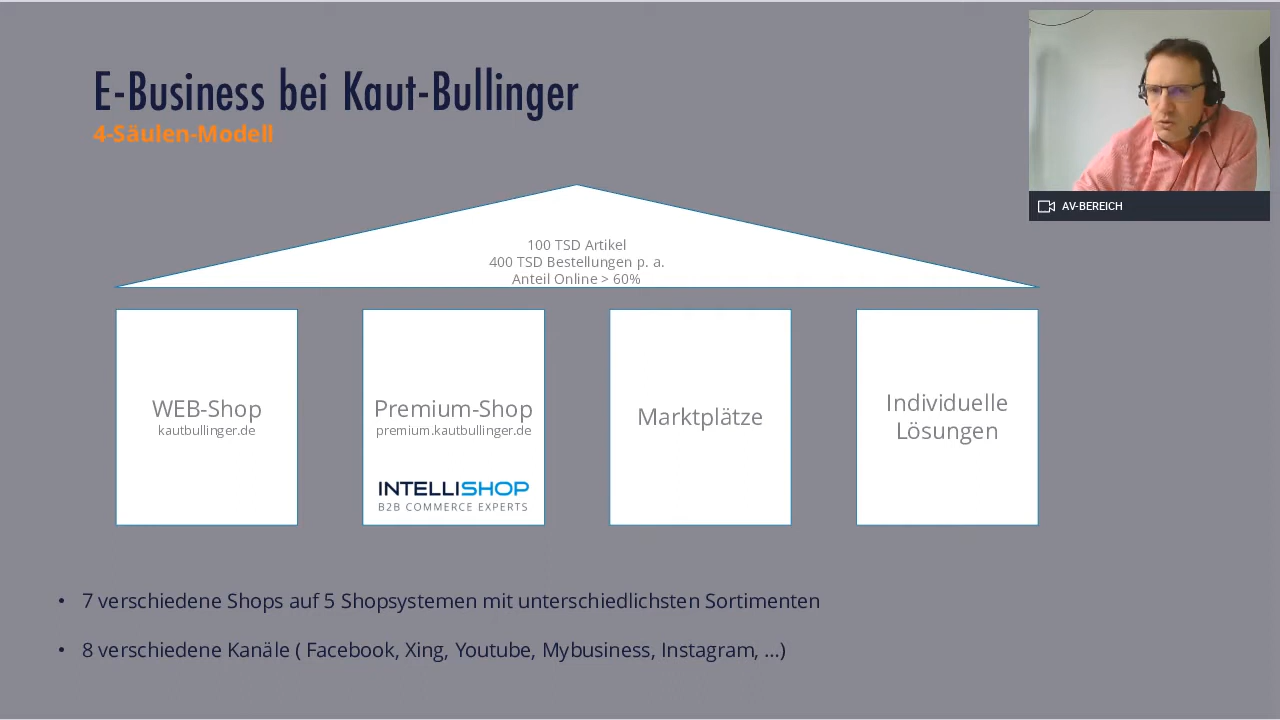 E-Business bei Kaut-Bullinger
4-Säulen-Modell
AV-BEREICH
100 TSD Artikel
400 TSD Bestellungen p. a.
Anteil Online > 60%
WEB-Shop
kautbullinger.de
Premium-Shop
premium.kautbullinger.de
INTELLISHOP
B2B COMMERCE EXPERTS
Marktplätze
Individuelle
Lösungen
• 7 verschiedene Shops auf 5 Shopsystemen mit unterschiedlichsten Sortimenten
• 8 verschiedene Kanäle ( Facebook, Xing, Youtube, Mybusiness, Instagram, ...)